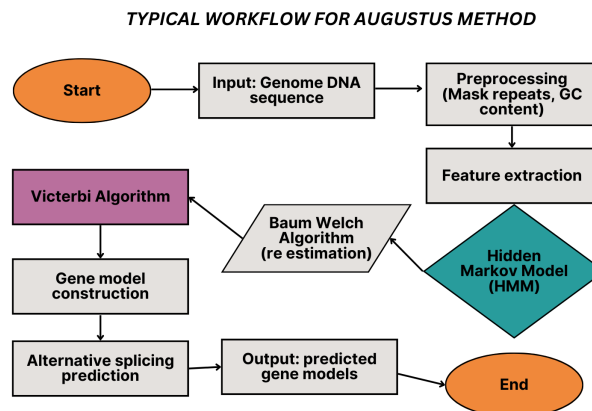 TYPICAL WORKFLOW FOR AUGUSTUS METHOD
Start
Input: Genome DNA
sequence
Preprocessing
(Mask repeats, GC
content)
Feature extraction
Hidden
Markov Model
(HMM)
Baum Welch
Algorithm
(re estimation)
Victerbi Algorithm
Gene model
construction
Alternative splicing
prediction
Output: predicted
gene models
End